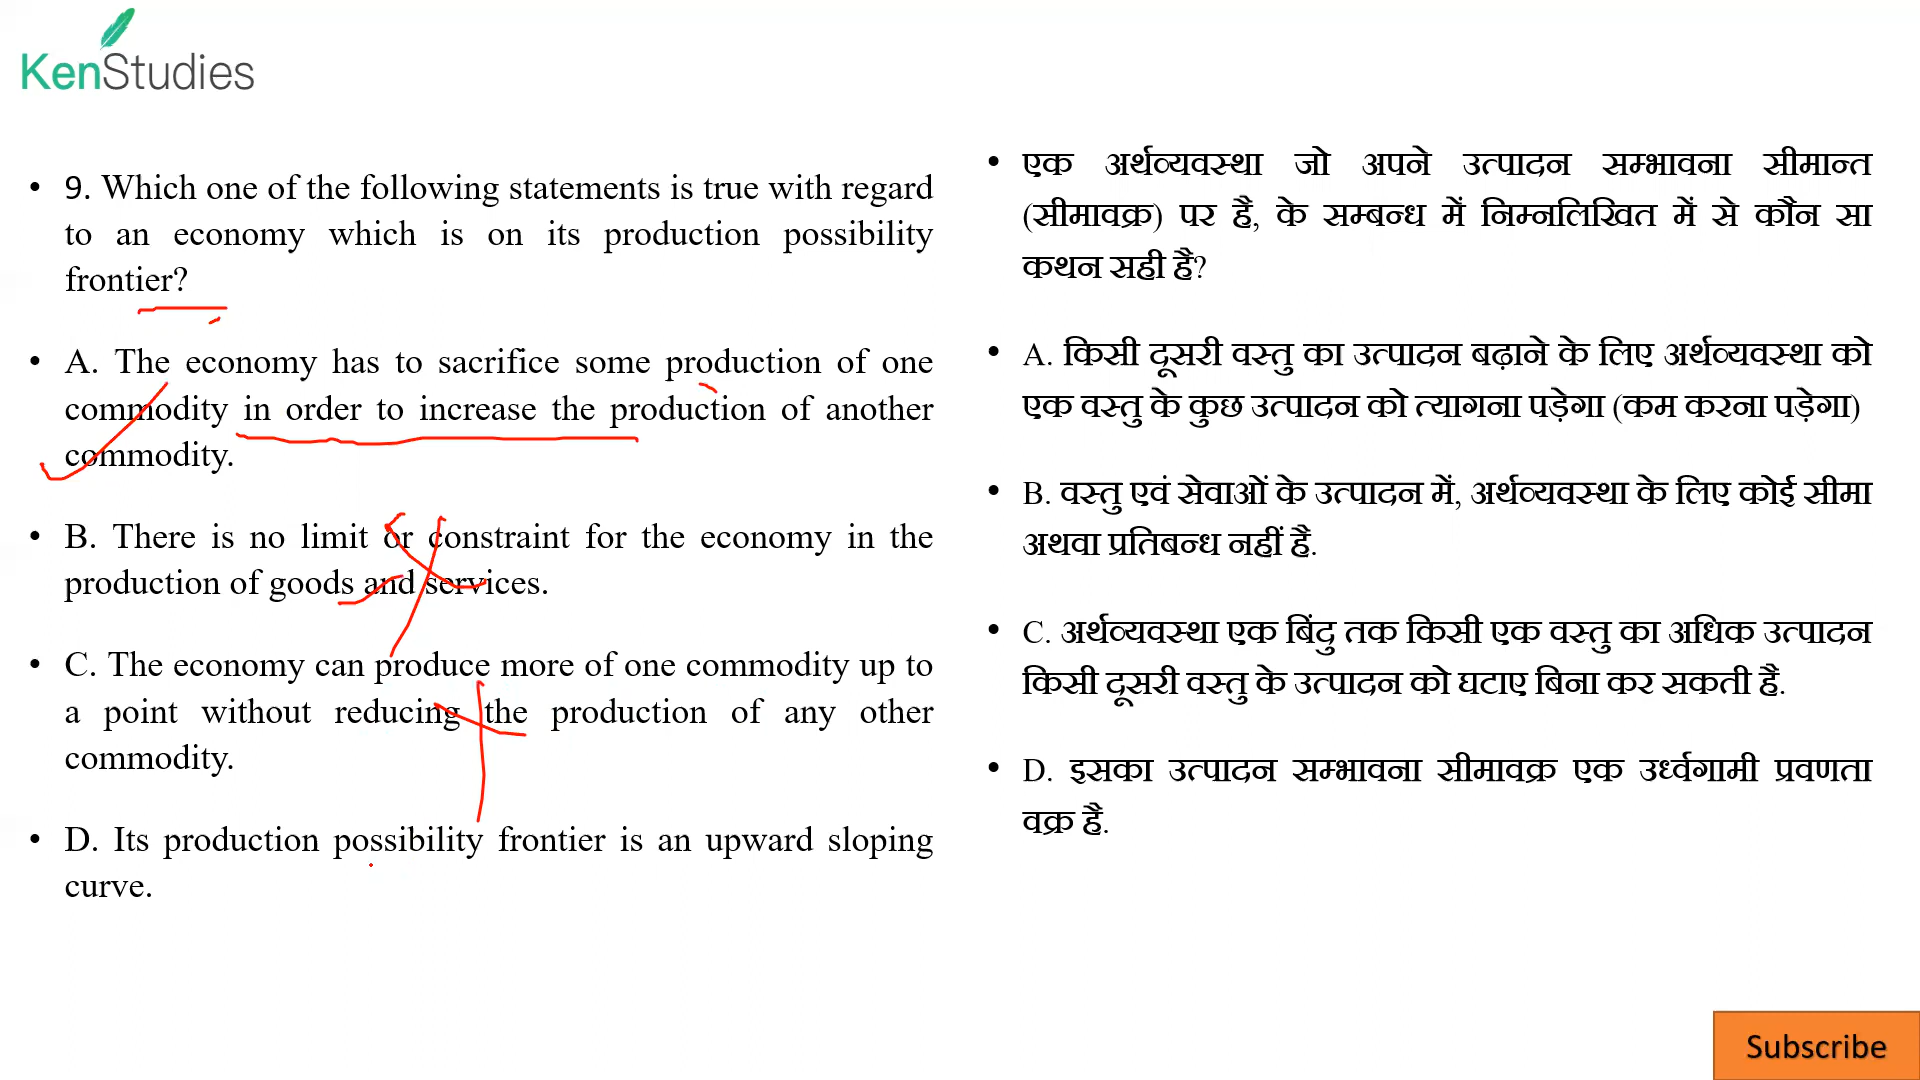 KenStudies
• 9. Which one of the following statements is true with regard
to an economy which is on its production possibility
frontier?
• A. The economy has to sacrifice some production of one
commodity in order to increase the production of another
commodity.
• B. There is no limit or constraint for the economy in the
production of goods and services.
• C. The economy can produce more of one commodity up to
a point without reducing the production of any other
commodity.
• D. Its production possibility frontier is an upward sloping
curve.
• एक अर्थव्यवस्था जो अपने उत्पादन सम्भावना सीमान्त
(सीमावक्र) पर है, के सम्बन्ध में निम्नलिखित में से कौन सा
कथन सही है?
• A. किसी दूसरी वस्तु का उत्पादन बढ़ाने के लिए अर्थव्यवस्था को
एक वस्तु के कुछ उत्पादन को त्यागना पड़ेगा (कम करना पड़ेगा)
• B. वस्तु एवं सेवाओं के उत्पादन में, अर्थव्यवस्था के लिए कोई सीमा
अथवा प्रतिबन्ध नहीं है.
• C. अर्थव्यवस्था एक बिंदु तक किसी एक वस्तु का अधिक उत्पादन
किसी दूसरी वस्तु के उत्पादन को घटाए बिना कर सकती है.
• D. इसका उत्पादन सम्भावना सीमावक्र एक उर्ध्वगामी प्रवणता
वक्र है.
Subscribe